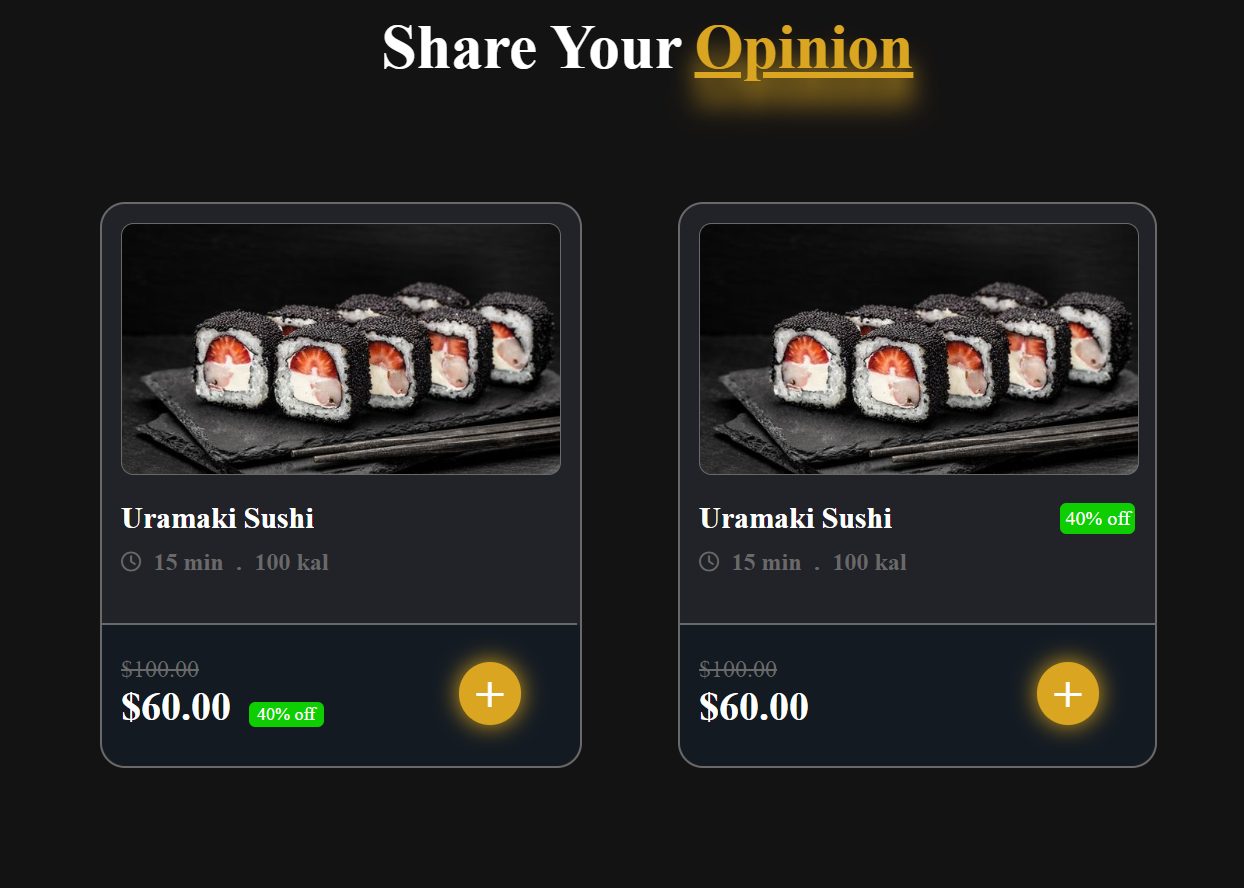 Share Your Opinion
Uramaki Sushi
15 min . 100 kal
$100.00
$60.00 40% off
Uramaki Sushi 40% off
15 min . 100 kal
$100.00
$60.00